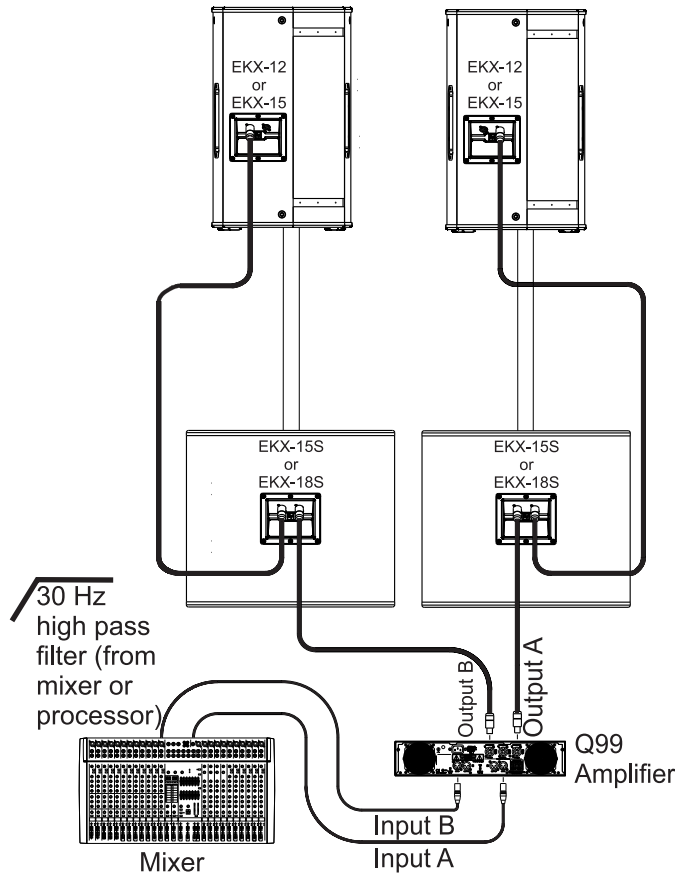 EKX-12
or
EKX-15
EKX-12
or
EKX-15
EKX-15S
or
EKX-18S
EKX-15S
or
EKX-18S
30 Hz
high pass
filter (from
mixer or
processor)
Output B
Output A
Q99
Amplifier
Input B
Input A
Mixer